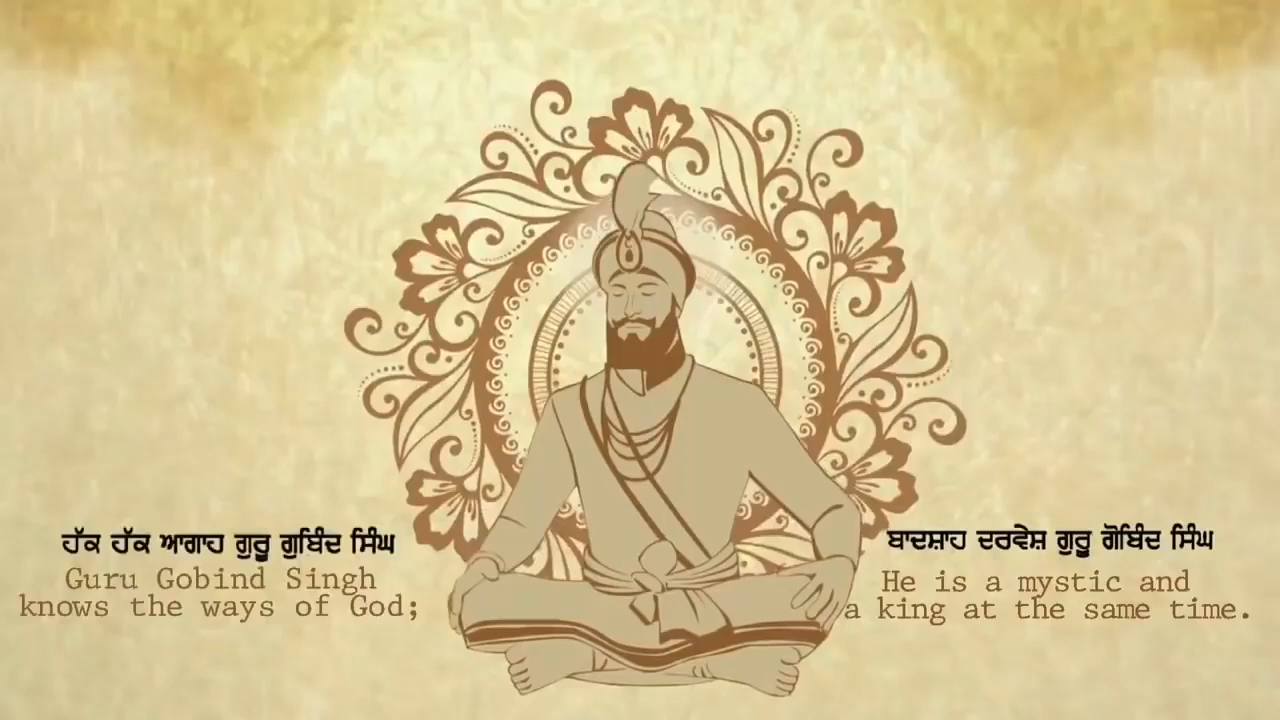 ਹੱਕ ਹੱਕ ਆਗਾਹ ਗੁਰੂ ਗੁਬਿੰਦ ਸਿੰਘ
Guru Gobind Singh
knows the ways of God;
ਬਾਦਸ਼ਾਹ ਦਰਵੇਸ਼ ਗੁਰੂ ਗੋਬਿੰਦ ਸਿੰਘ
He is a mystic and
a king at the same time.